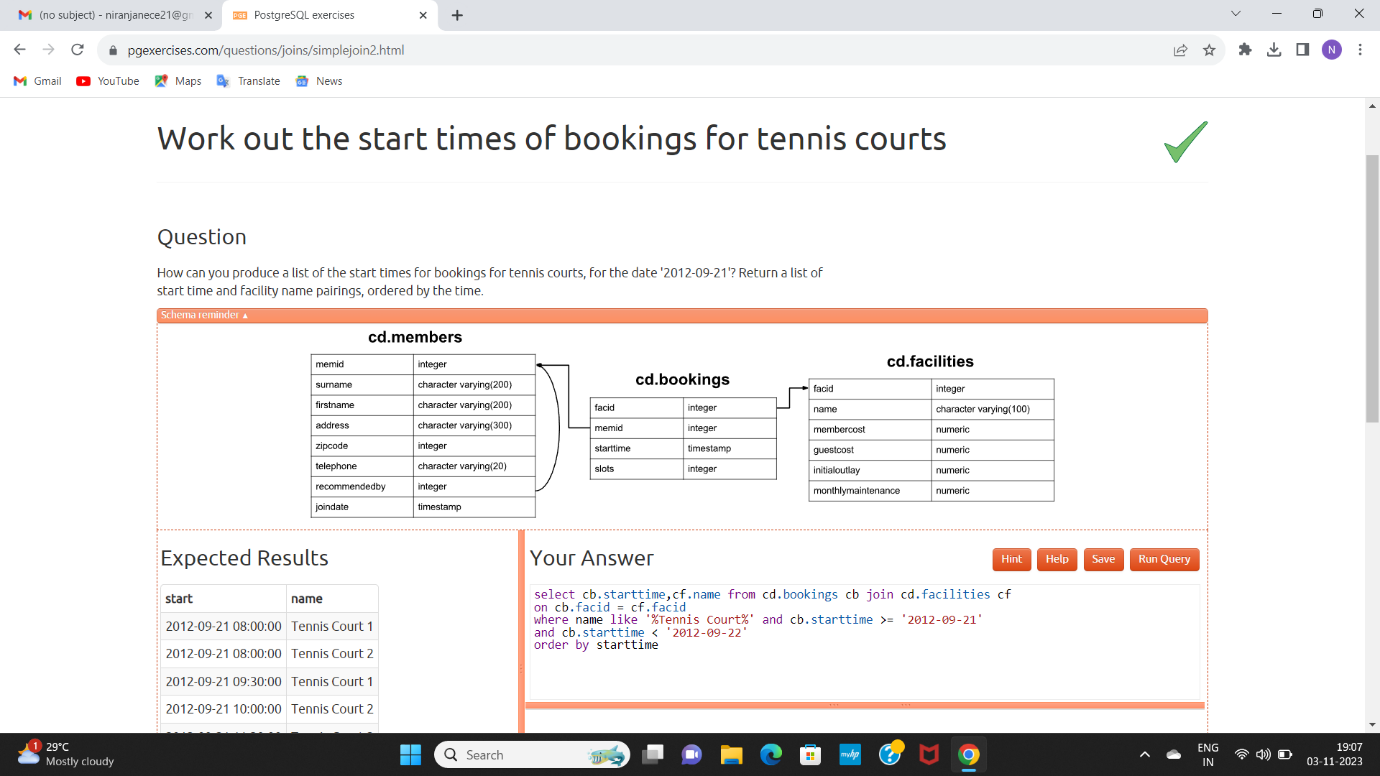 (no subject) - niranjanece21@gr
PostgreSQL exercises
pgexercises.com/questions/joins/simplejoin2.html
N
Gmail YouTube Maps Translate News
Work out the start times of bookings for tennis courts
Question
How can you produce a list of the start times for bookings for tennis courts, for the date '2012-09-21'? Return a list of
start time and facility name pairings, ordered by the time.
Schema reminder ▴
cd.members
memid integer
surname character varying(200)
firstname character varying(200)
address character varying(300)
zipcode integer
telephone character varying(20)
recommendedby integer
joindate timestamp
cd.bookings
facid integer
memid integer
starttime timestamp
slots integer
cd.facilities
facid integer
name character varying(100)
membercost numeric
guestcost numeric
initialoutlay numeric
monthlymaintenance numeric
Expected Results
start name
2012-09-21 08:00:00 Tennis Court 1
2012-09-21 08:00:00 Tennis Court 2
2012-09-21 09:30:00 Tennis Court 1
2012-09-21 10:00:00 Tennis Court 2
Your Answer
Hint Help Save Run Query
select cb.starttime,cf.name from cd.bookings cb join cd.facilities cf
on cb.facid = cf.facid
where name like '%Tennis Court%' and cb.starttime >= '2012-09-21'
and cb.starttime < '2012-09-22'
order by starttime
1
29°C
Mostly cloudy
Search
myhp
ENG
IN
19:07
03-11-2023